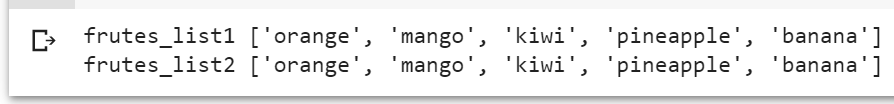 frutes_list1 ['orange', 'mango', 'kiwi', 'pineapple', 'banana']
frutes_list2 ['orange', 'mango', 'kiwi', 'pineapple', 'banana']